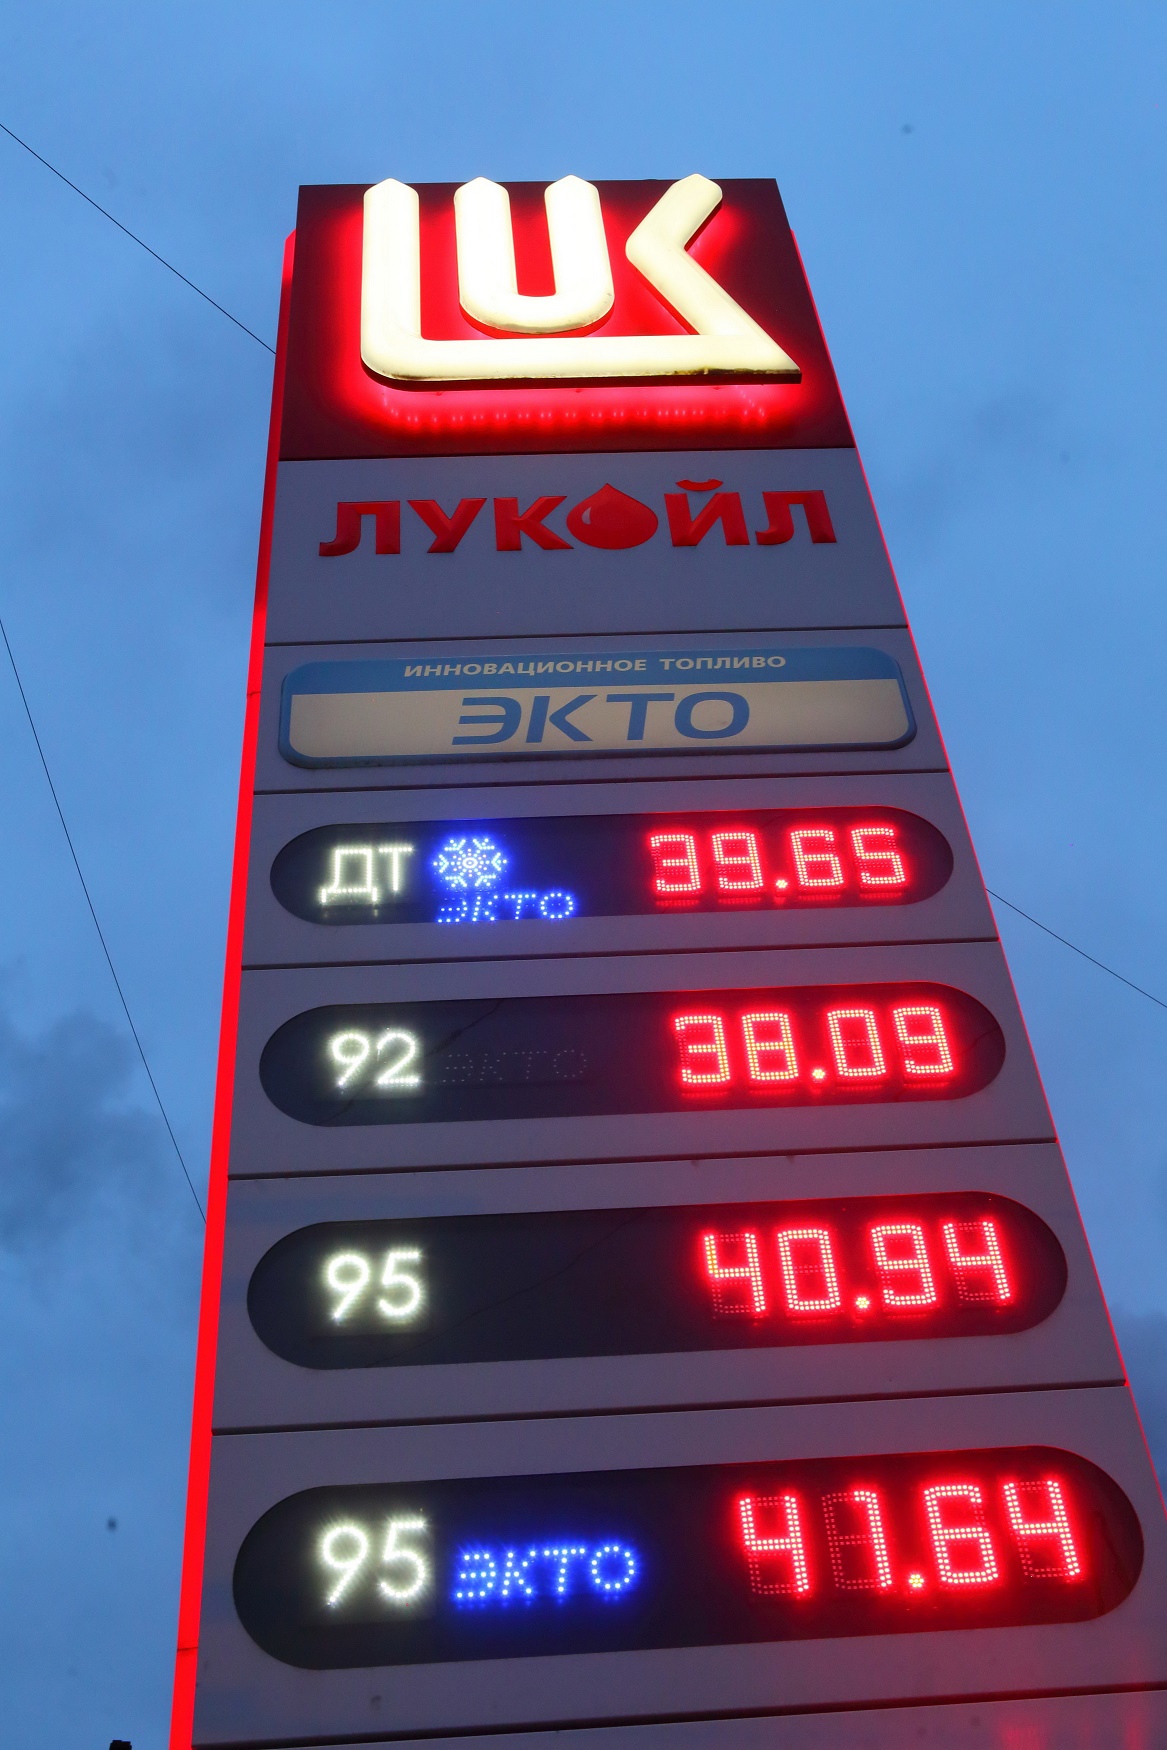 LUK
ЛУКОЙЛ
ИННОВАЦИОННОЕ ТОПЛИВО
ЭКТО
ДТ ЭКТО 39.65
92 ЭКТО 38.09
95 40.94
95 ЭКТО 41.64